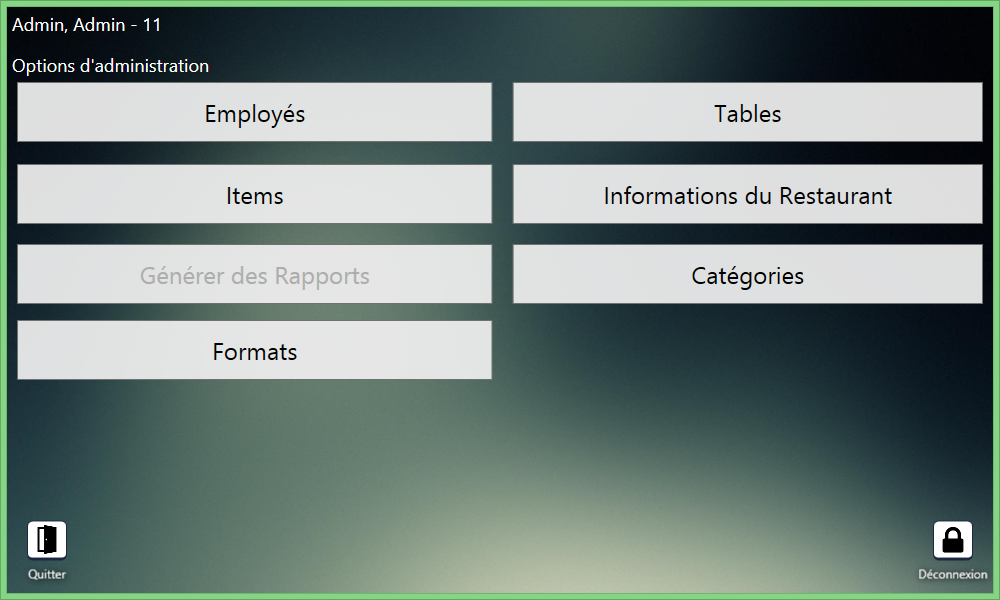 Admin, Admin - 11
Options d'administration
Employés
Tables
Items
Informations du Restaurant
Générer des Rapports
Catégories
Formats
Quitter
Déconnexion